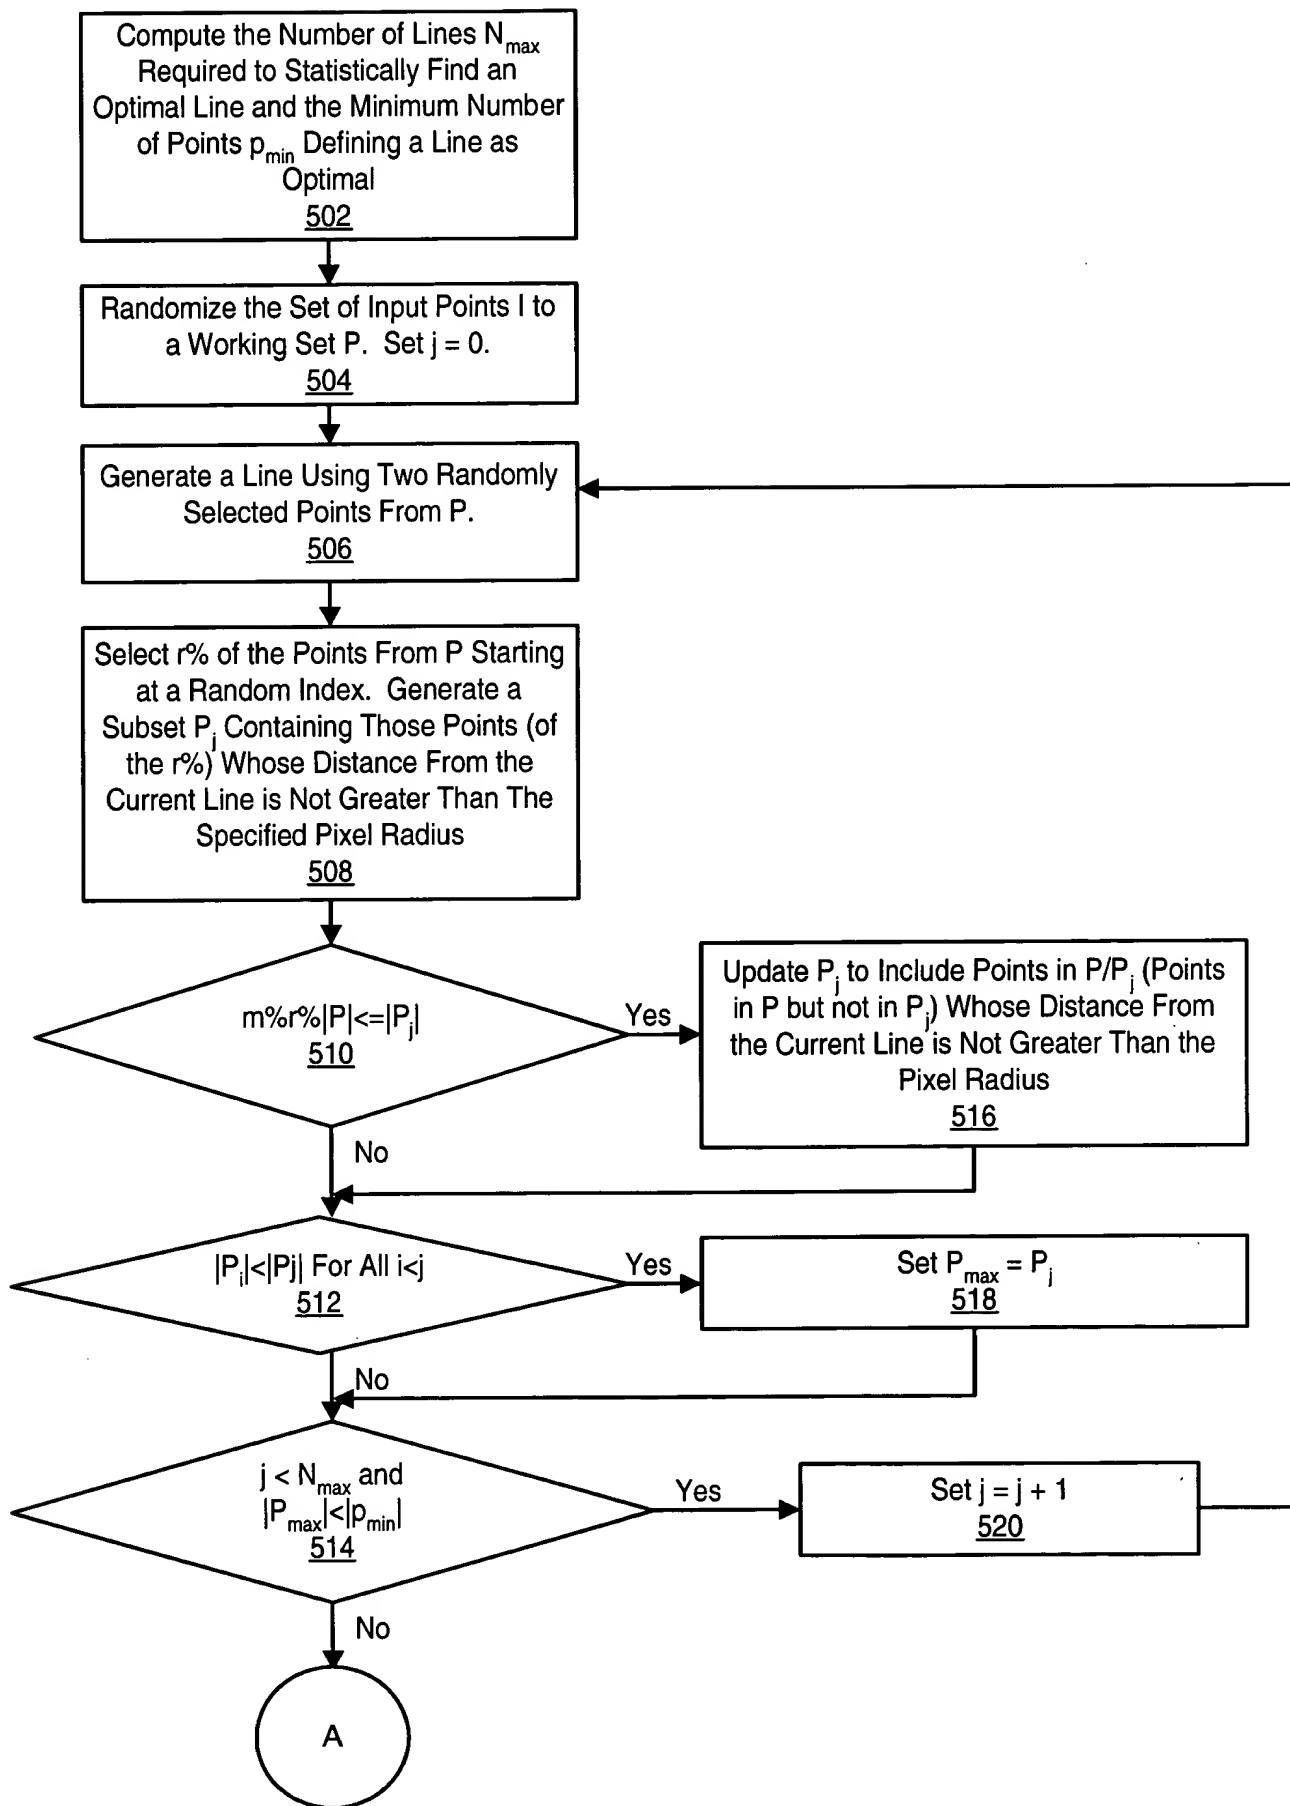 Compute the Number of Lines N_max
Required to Statistically Find an
Optimal Line and the Minimum Number
of Points p_min Defining a Line as
Optimal
502
Randomize the Set of Input Points I to
a Working Set P. Set j = 0.
504
Generate a Line Using Two Randomly
Selected Points From P.
506
Select r% of the Points From P Starting
at a Random Index. Generate a
Subset P_j Containing Those Points (of
the r%) Whose Distance From the
Current Line is Not Greater Than The
Specified Pixel Radius
508
m%r%|P|<=|P_j|
510
Yes
Update P_j to Include Points in P/P_j (Points
in P but not in P_j) Whose Distance From
the Current Line is Not Greater Than the
Pixel Radius
516
No
|P_i|<|Pj| For All i<j
512
Yes
Set P_max = P_j
518
No
j < N_max and
|P_max|<|p_min|
514
Yes
Set j = j + 1
520
No
A